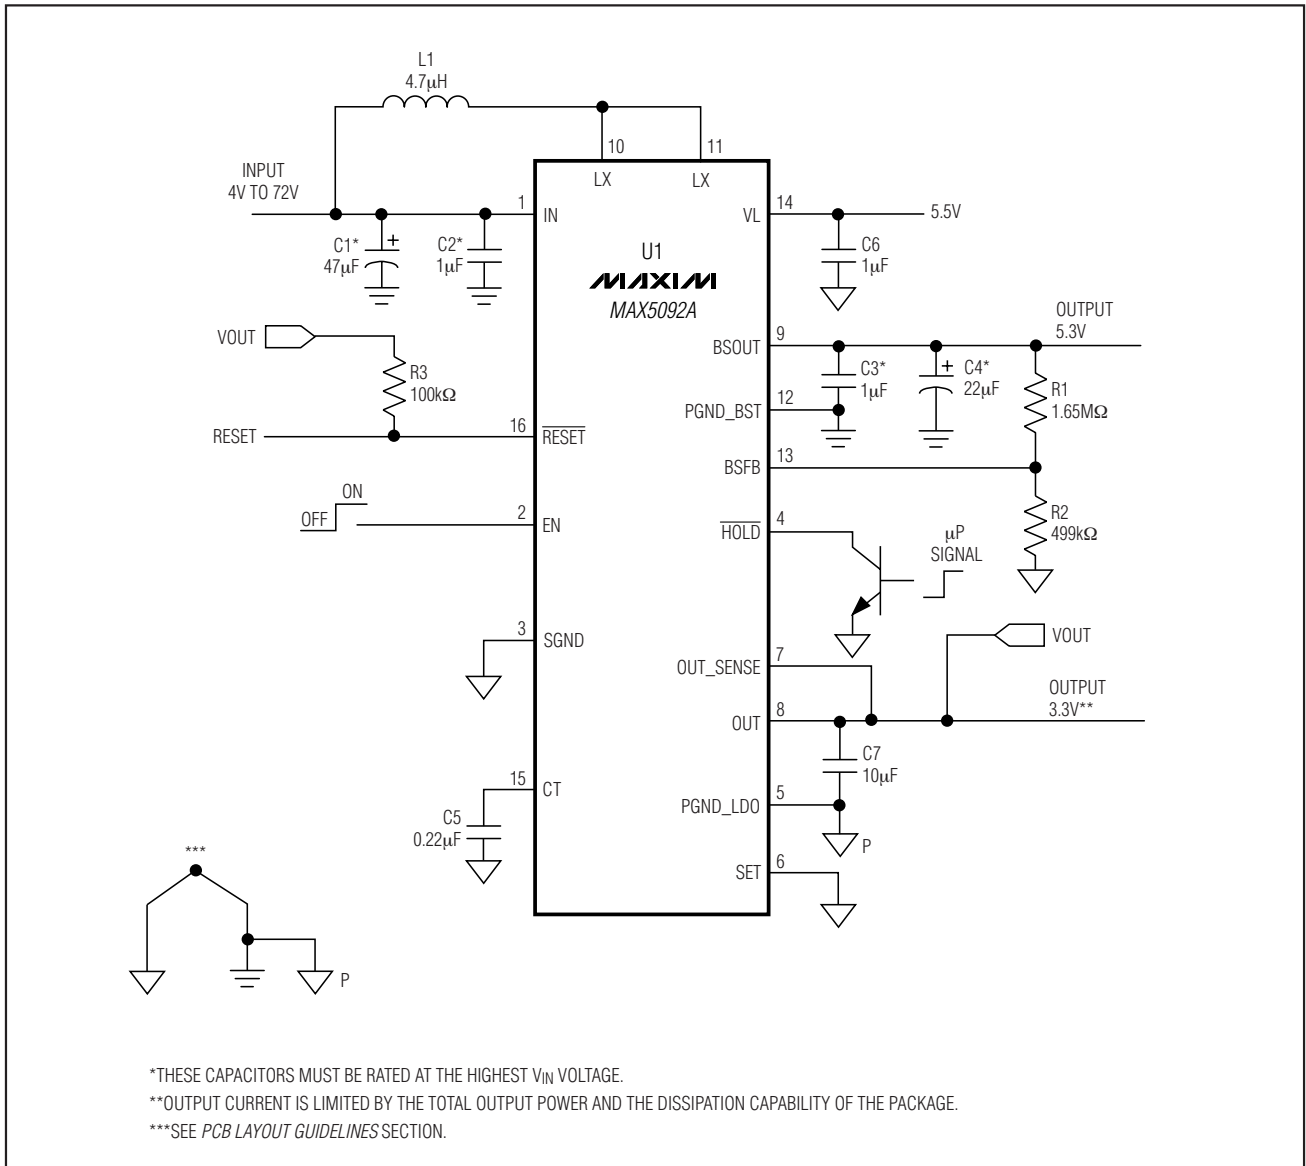 L1
4.7µH
10
11
LX
LX
INPUT
4V TO 72V
1
IN
C1*
47µF
+
C2*
1µF
U1
MAXIM
MAX5092A
VL
14
5.5V
C6
1µF
VOUT
R3
100kΩ
RESET
16
RESET
BSOUT
9
OUTPUT
5.3V
C3*
1µF
+
C4*
22µF
R1
1.65MΩ
PGND_BST
12
BSFB
13
R2
499kΩ
OFF
ON
2
EN
HOLD
4
µP
SIGNAL
3
SGND
OUT_SENSE
7
VOUT
OUT
8
OUTPUT
3.3V**
C7
10µF
15
CT
C5
0.22µF
PGND_LDO
5
P
SET
6
***
P
*THESE CAPACITORS MUST BE RATED AT THE HIGHEST VIN VOLTAGE.
**OUTPUT CURRENT IS LIMITED BY THE TOTAL OUTPUT POWER AND THE DISSIPATION CAPABILITY OF THE PACKAGE.
***SEE PCB LAYOUT GUIDELINES SECTION.